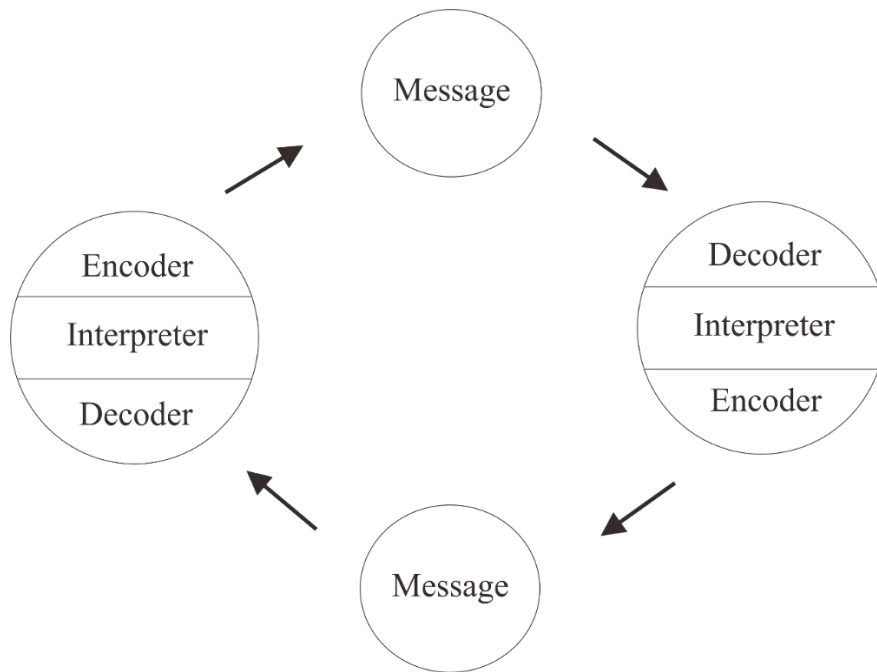 Message
Encoder
Interpreter
Decoder
Decoder
Interpreter
Encoder
Message